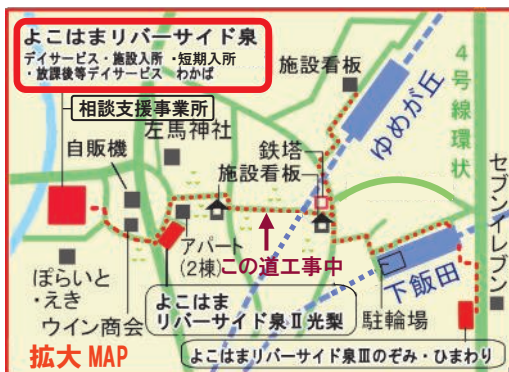 よこはまリバーサイド泉
デイサービス・施設入所・短期入所
・放課後等デイサービス わかば
相談支援事業所
自販機
左馬神社
施設看板
ゆめが丘
4号線環状
鉄塔
施設看板
セブンイレブン
アパート
(2棟)
この道工事中
ぽらいと
・えき
ウイン商会
よこはま
リバーサイド泉Ⅱ光梨
下飯田
駐輪場
よこはまリバーサイド泉Ⅲのぞみ・ひまわり
拡大 MAP